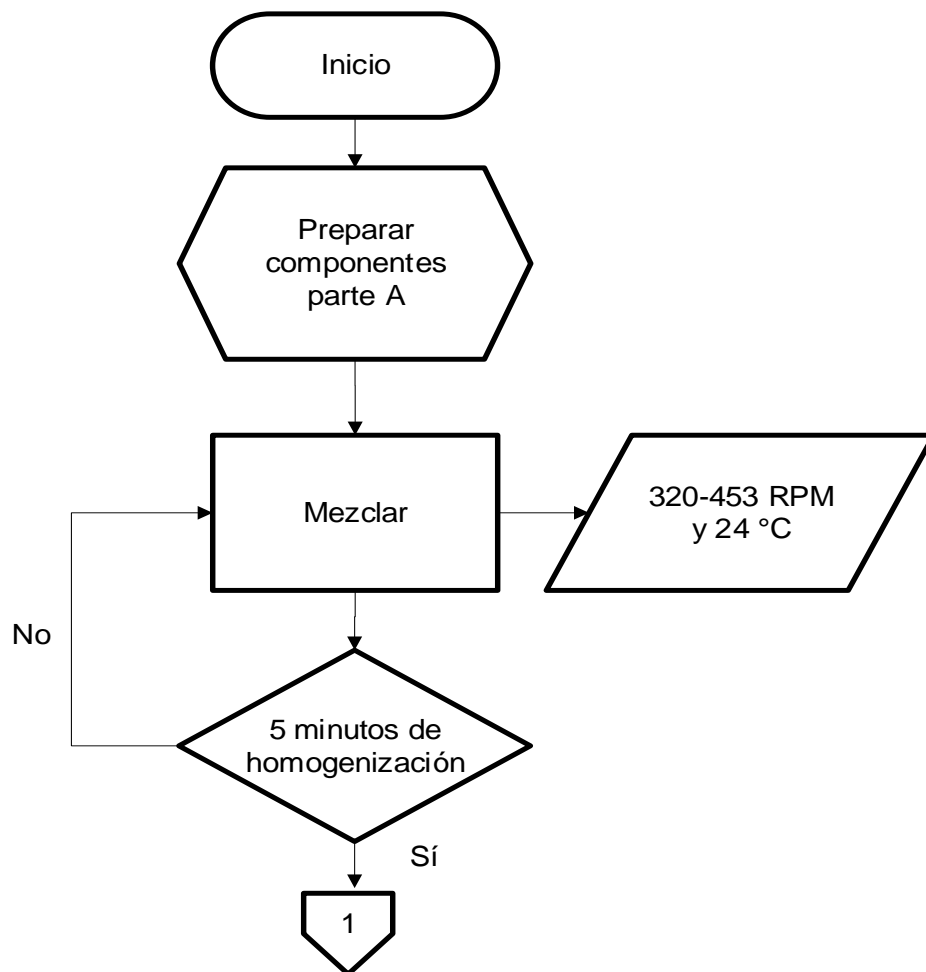 Inicio
Preparar
componentes
parte A
Mezclar
320-453 RPM
y 24 °C
No
5 minutos de
homogenización
Sí
1